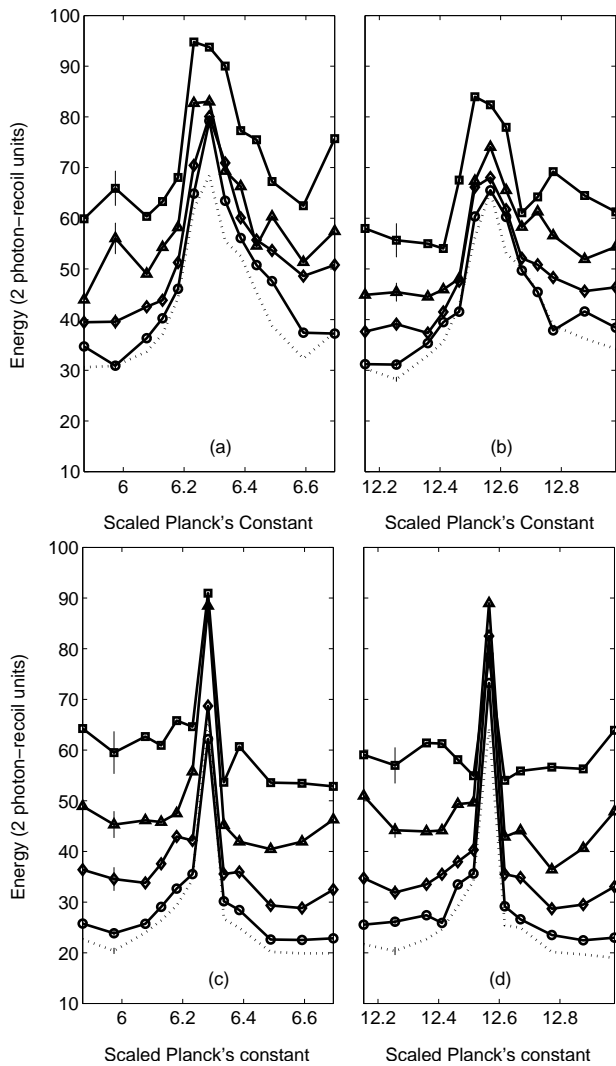 100
90
80
70
60
50
40
30
20
10
Energy (2 photon−recoil units)
(a)
6 6.2 6.4 6.6
Scaled Planck's Constant
(b)
12.2 12.4 12.6 12.8
Scaled Planck's Constant
100
90
80
70
60
50
40
30
20
10
Energy (2 photon−recoil units)
(c)
6 6.2 6.4 6.6
Scaled Planck's constant
(d)
12.2 12.4 12.6 12.8
Scaled Planck's constant